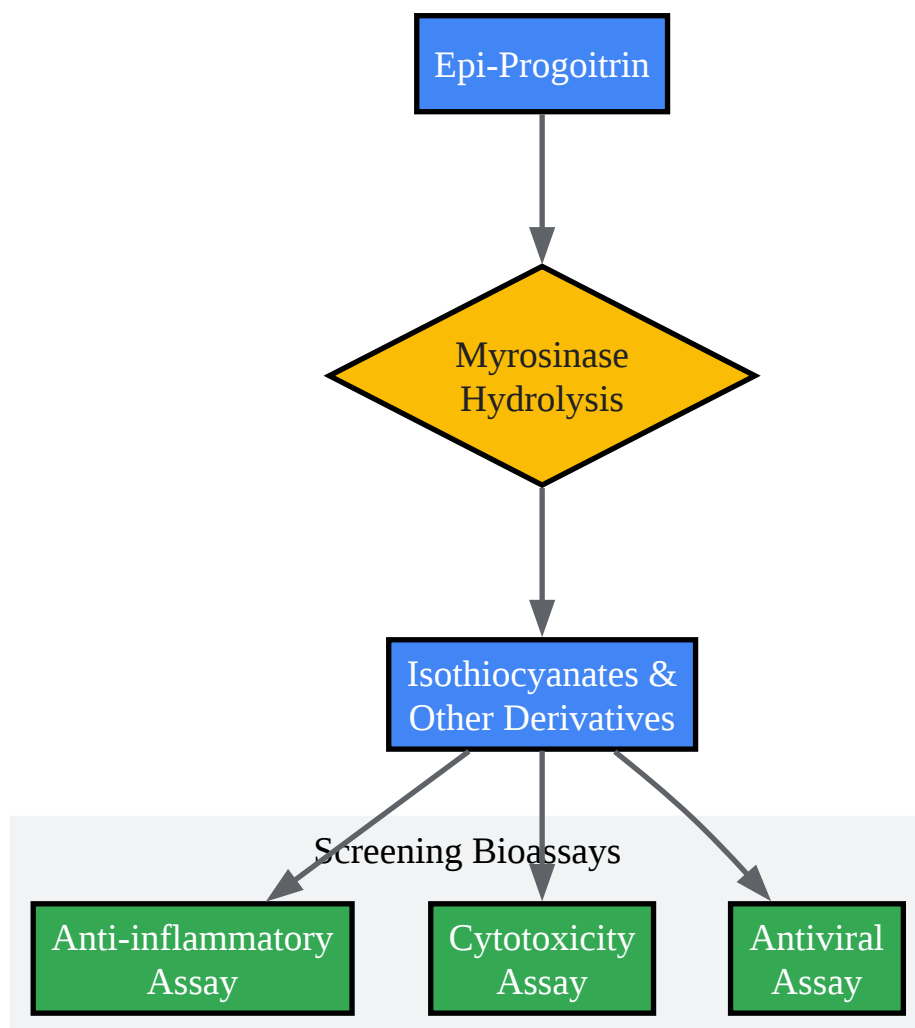 Epi-Progoitrin
Myrosinase
Hydrolysis
Isothiocyanates &
Other Derivatives
Screening Bioassays
Anti-inflammatory
Assay
Cytotoxicity
Assay
Antiviral
Assay